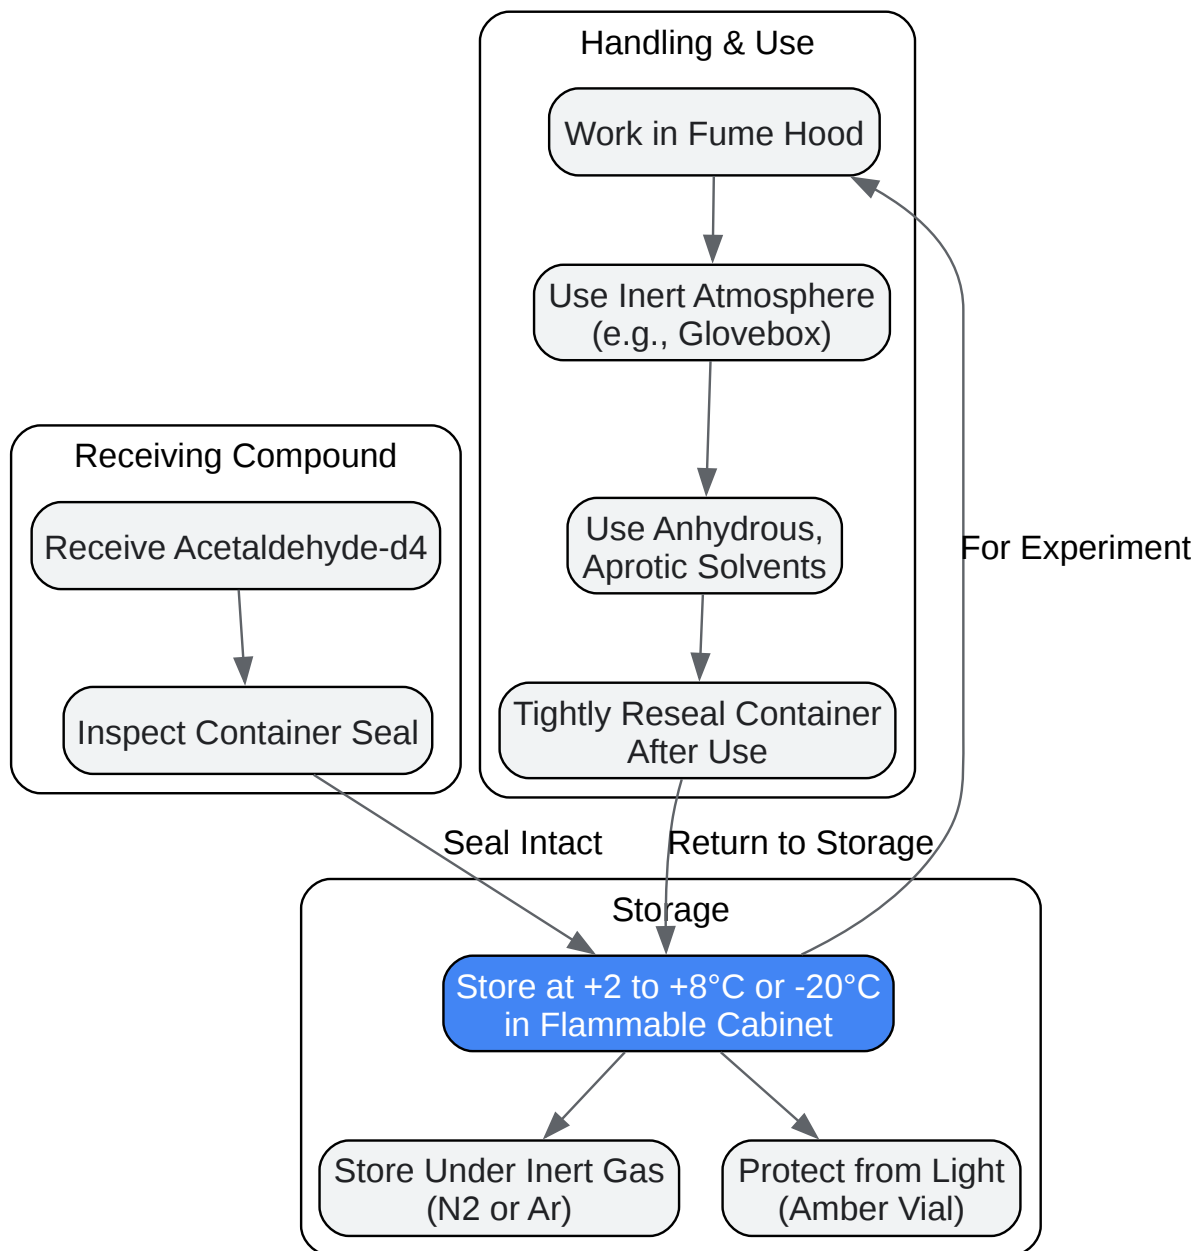 Handling & Use
Work in Fume Hood
Use Inert Atmosphere
(e.g., Glovebox)
Receiving Compound
Receive Acetaldehyde-d4
Use Anhydrous,
Aprotic Solvents
For Experiment
Inspect Container Seal
Tightly Reseal Container
After Use
Seal Intact
Return to Storage
Storage
Store at +2 to +8°C or -20°C
in Flammable Cabinet
Store Under Inert Gas
(N2 or Ar)
Protect from Light
(Amber Vial)